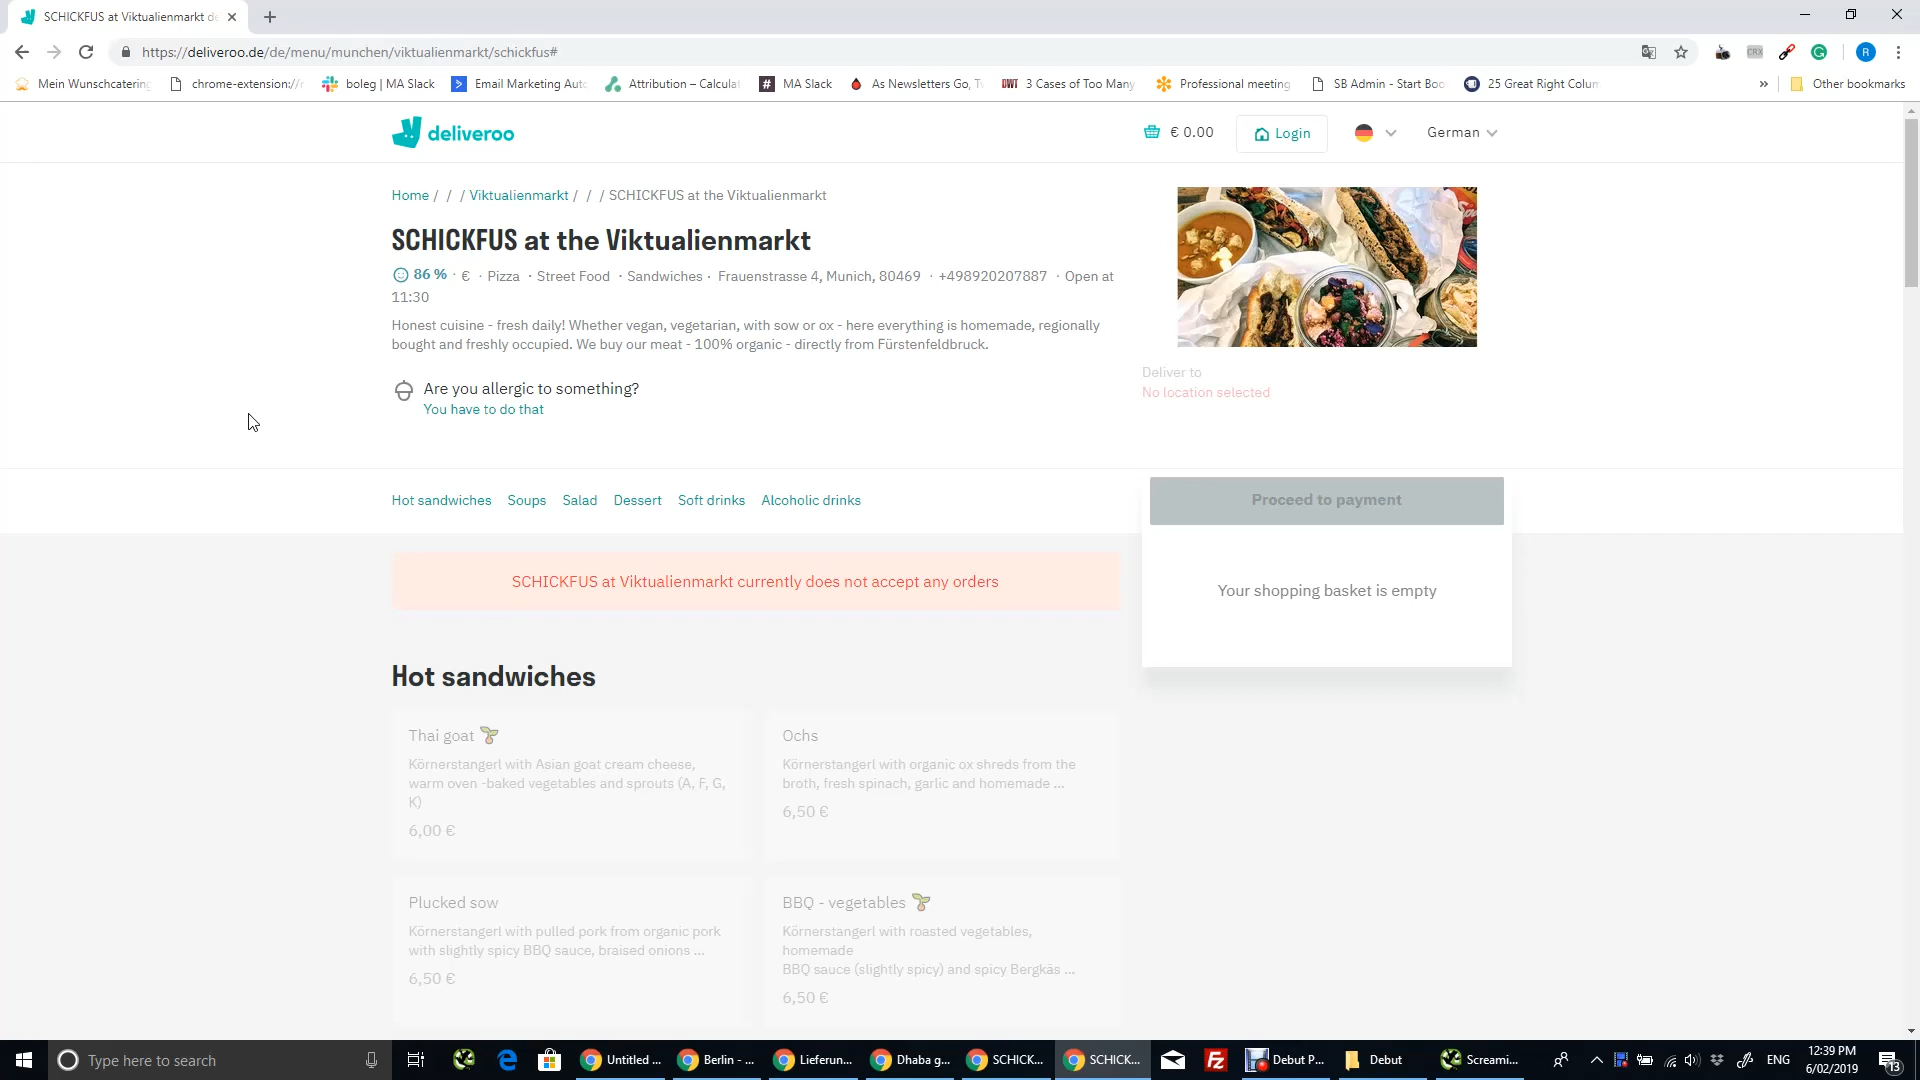 SCHICKFUS at Viktualienmarkt de
https://deliveroo.de/de/menu/munchen/viktualienmarkt/schickfus#
Mein Wunschcatering
chrome-extension://
boleg | MA Slack
Email Marketing Auto
Attribution – Calcula
MA Slack
As Newsletters Go, T
3 Cases of Too Many
Professional meeting
SB Admin - Start Boo
25 Great Right Colum
Other bookmarks
deliveroo
€ 0.00
Login
German
Home / / / Viktualienmarkt / / / SCHICKFUS at the Viktualienmarkt
SCHICKFUS at the Viktualienmarkt
86 % · € · Pizza · Street Food · Sandwiches · Frauenstrasse 4, Munich, 80469 · +498920207887 · Open at
11:30
Honest cuisine - fresh daily! Whether vegan, vegetarian, with sow or ox - here everything is homemade, regionally
bought and freshly occupied. We buy our meat - 100% organic - directly from Fürstenfeldbruck.
Are you allergic to something?
You have to do that
Deliver to
No location selected
Hot sandwiches Soups Salad Dessert Soft drinks Alcoholic drinks
Proceed to payment
Your shopping basket is empty
SCHICKFUS at Viktualienmarkt currently does not accept any orders
Hot sandwiches
Thai goat
Körnerstangerl with Asian goat cream cheese,
warm oven -baked vegetables and sprouts (A, F, G,
K)
6,00 €
Ochs
Körnerstangerl with organic ox shreds from the
broth, fresh spinach, garlic and homemade ...
6,50 €
Plucked sow
Körnerstangerl with pulled pork from organic pork
with slightly spicy BBQ sauce, braised onions ...
6,50 €
BBQ - vegetables
Körnerstangerl with roasted vegetables,
homemade
BBQ sauce (slightly spicy) and spicy Bergkäs ...
6,50 €
Type here to search
Untitled ...
Berlin - ...
Lieferun...
Dhaba g...
SCHICK...
SCHICK...
Debut P...
Debut
Screami...
ENG
12:39 PM
6/02/2019
13